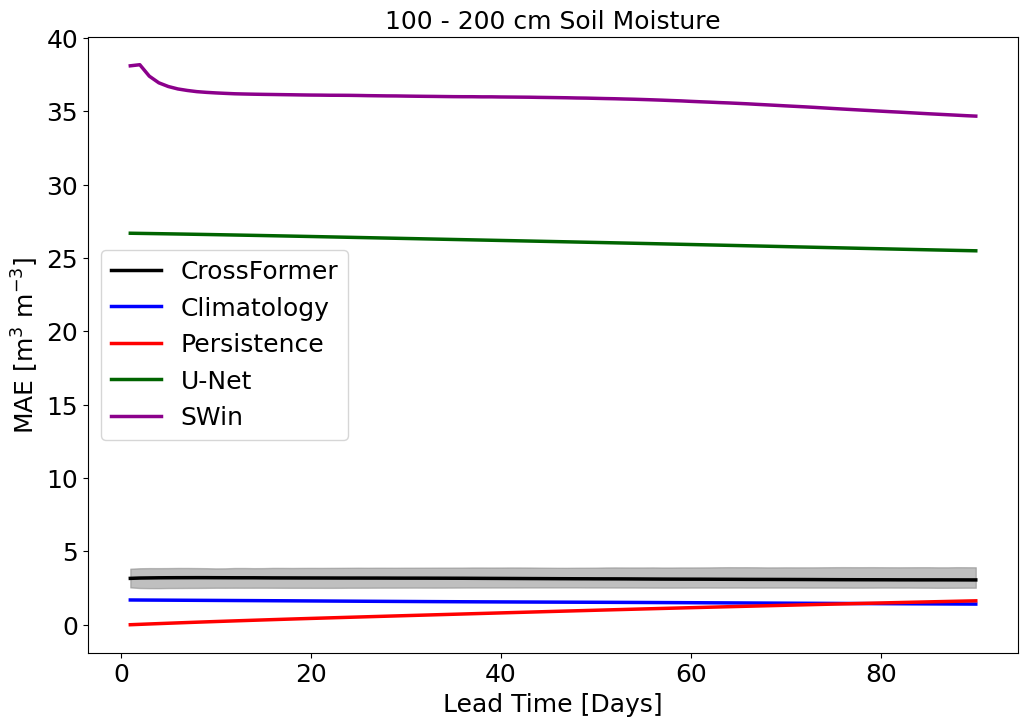 100 - 200 cm Soil Moisture
MAE [m³ m⁻³]
40
35
30
25
20
15
10
5
0
CrossFormer
Climatology
Persistence
U-Net
SWin
0 20 40 60 80
Lead Time [Days]